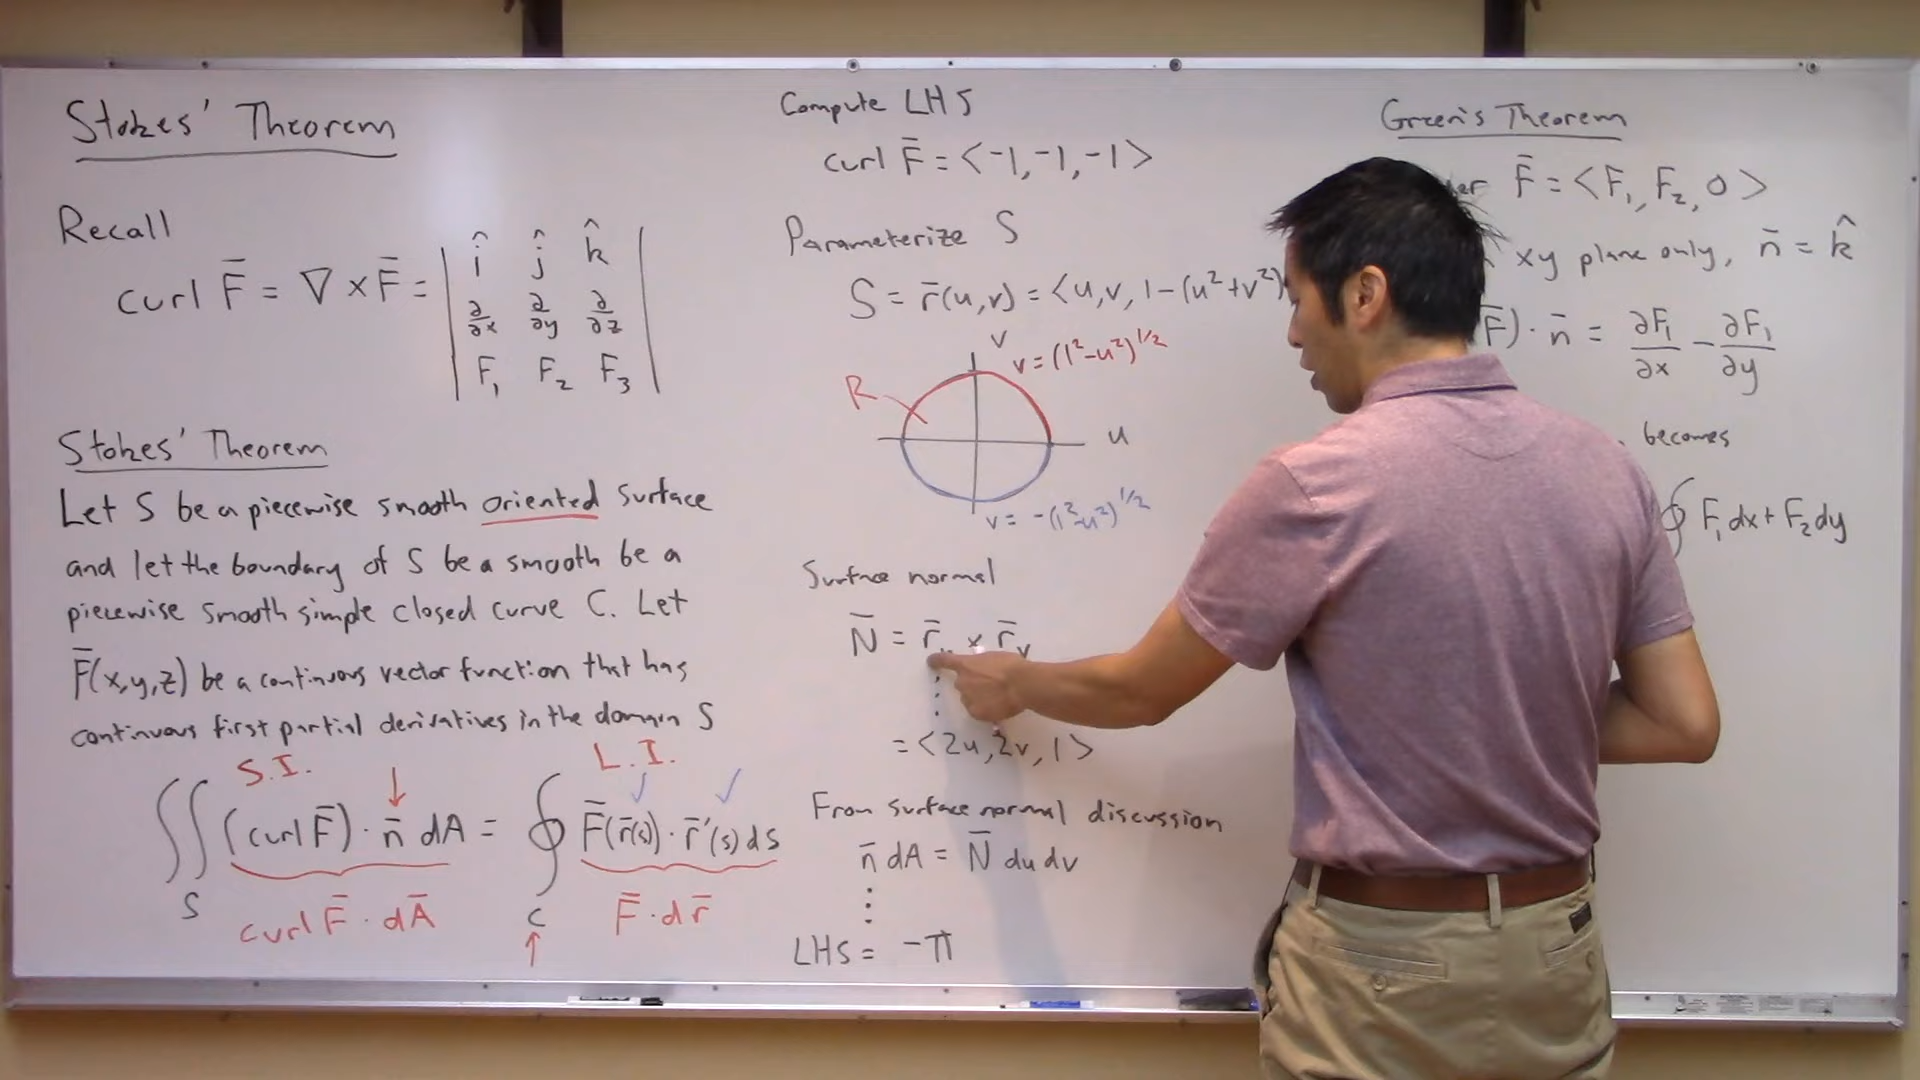 Stokes' Theorem
Recall
curl F̄ = ∇ × F̄ = | î ĵ k̂ |
| ∂/∂x ∂/∂y ∂/∂z |
| F₁ F₂ F₃ |
Stokes' Theorem
Let S be a piecewise smooth oriented surface
and let the boundary of S be a smooth be a
piecewise smooth simple closed curve C. Let
F̄(x,y,z) be a continuous vector function that has
continuous first partial derivatives in the domain S
S.I. L.I.
∬ (curl F̄) · n̄ dA = ∮ F̄(r̄(s)) · r̄'(s) ds
S C
curl F̄ · dĀ F̄ · dr̄
Compute LHS
curl F̄ = <-1, -1, -1>
Parameterize S
S = r̄(u,v) = <u, v, 1-(u²+v²)
v
v = (1²-u²)^1/2
R
u
v = -(1²-u²)^1/2
Surface normal
N̄ = r̄ᵤ × r̄ᵥ
= <2u, 2v, 1>
From surface normal discussion
n̄ dA = N̄ du dv
LHS = -π
Green's Theorem
F̄ = <F₁, F₂, 0>
xy plane only, n̄ = k̂
F̄) · n̄ = ∂F₁/∂x - ∂F₁/∂y
becomes
∮ F₁dx + F₂dy